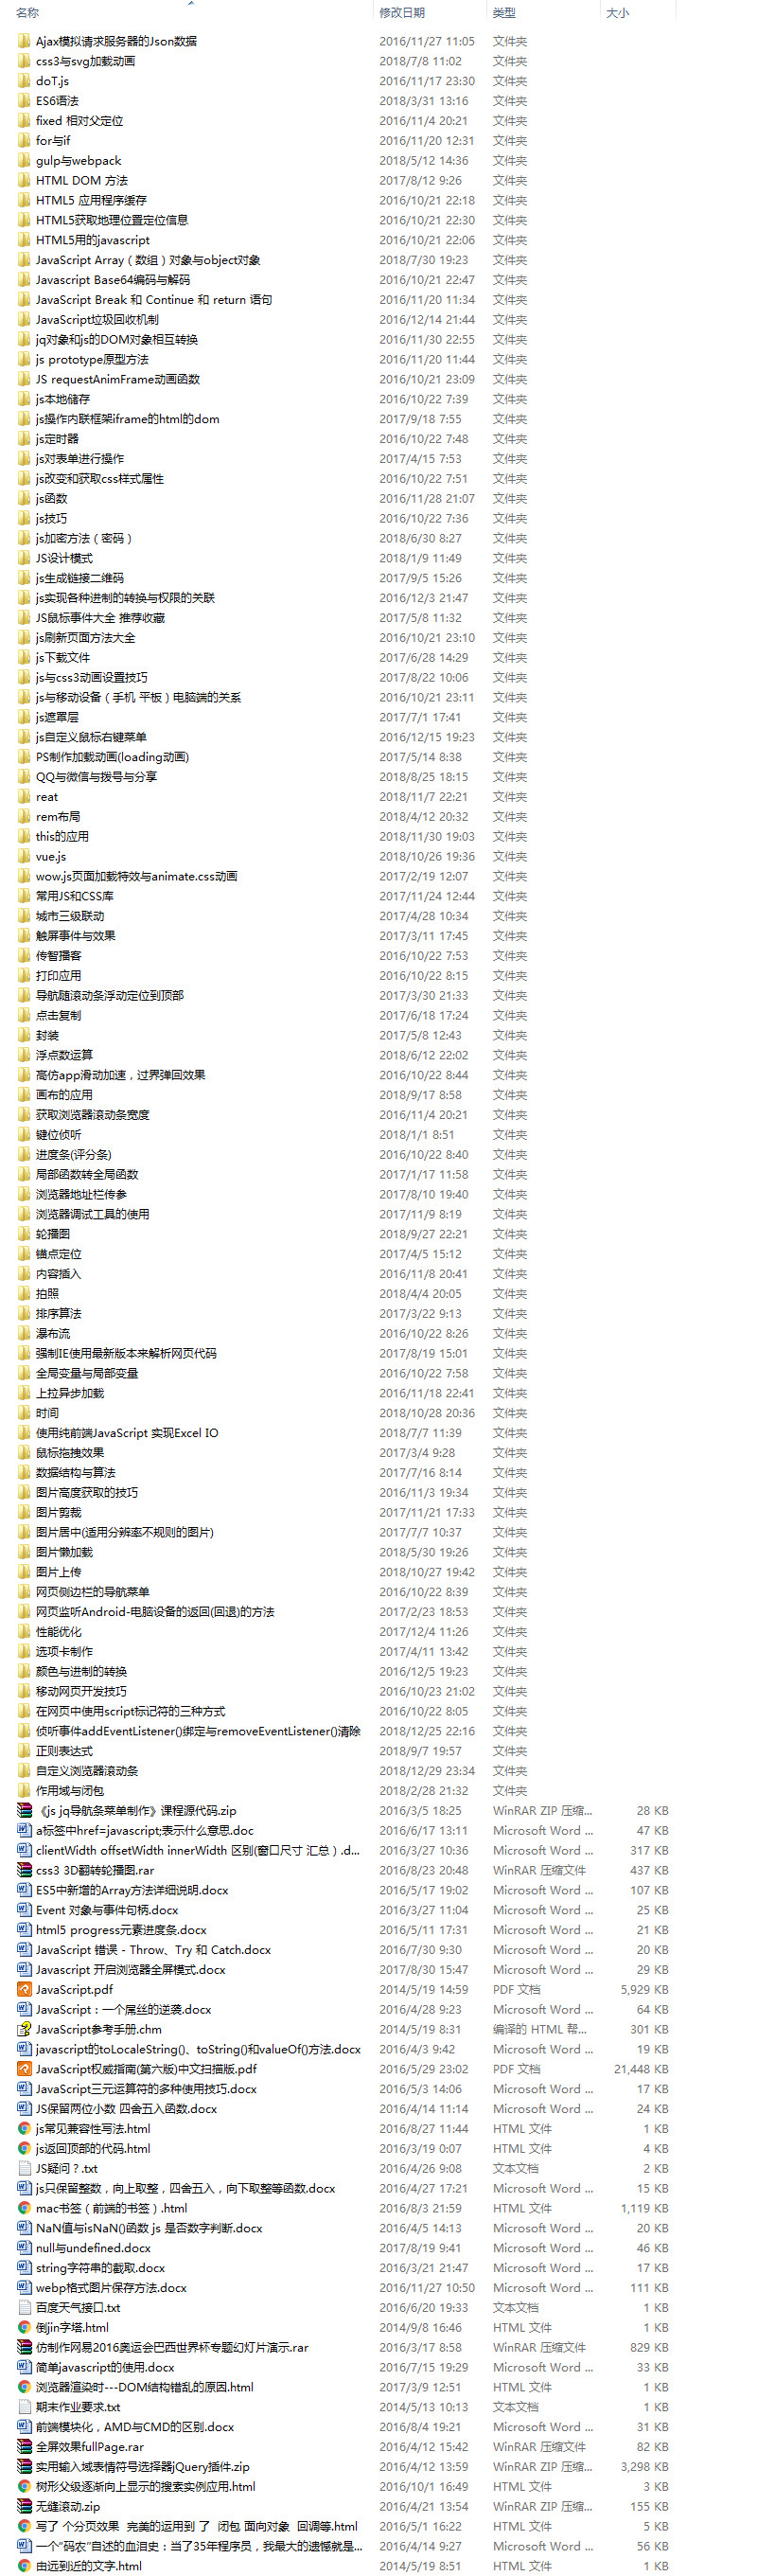 名称 修改日期 类型 大小
Ajax模拟请求服务器的Json数据 2016/11/27 11:05 文件夹
css3与svg加载动画 2018/7/8 11:02 文件夹
doT.js 2016/11/17 23:30 文件夹
ES6语法 2018/3/31 13:16 文件夹
fixed 相对父定位 2016/11/4 20:21 文件夹
for与if 2016/11/20 12:31 文件夹
gulp与webpack 2018/5/12 14:36 文件夹
HTML DOM 方法 2017/8/12 9:26 文件夹
HTML5 应用程序缓存 2016/10/21 22:18 文件夹
HTML5获取地理位置定位信息 2016/10/21 22:30 文件夹
HTML5用的javascript 2016/10/21 22:06 文件夹
JavaScript Array（数组）对象与object对象 2018/7/30 19:23 文件夹
Javascript Base64编码与解码 2016/10/21 22:47 文件夹
JavaScript Break 和 Continue 和 return 语句 2016/11/20 11:34 文件夹
JavaScript垃圾回收机制 2016/12/14 21:44 文件夹
jq对象和js的DOM对象相互转换 2016/11/30 22:55 文件夹
js prototype原型方法 2016/11/20 11:44 文件夹
JS requestAnimFrame动画函数 2016/10/21 23:09 文件夹
js本地储存 2016/10/22 7:39 文件夹
js操作内联框架iframe的html的dom 2017/9/18 7:55 文件夹
js定时器 2016/10/22 7:48 文件夹
js对表单进行操作 2017/4/15 7:53 文件夹
js改变和获取css样式属性 2016/10/22 7:51 文件夹
js函数 2016/11/28 21:07 文件夹
js技巧 2016/10/22 7:36 文件夹
js加密方法（密码） 2018/6/30 8:27 文件夹
JS设计模式 2018/1/9 11:49 文件夹
js生成链接二维码 2017/9/5 15:26 文件夹
js实现各种进制的转换与权限的关联 2016/12/3 21:47 文件夹
JS鼠标事件大全 推荐收藏 2017/5/8 11:32 文件夹
js刷新页面方法大全 2016/10/21 23:10 文件夹
js下载文件 2017/6/28 14:29 文件夹
js与css3动画设置技巧 2017/8/22 10:06 文件夹
js与移动设备（手机 平板）电脑端的关系 2016/10/21 23:11 文件夹
js遮罩层 2017/7/1 17:41 文件夹
js自定义鼠标右键菜单 2016/12/15 19:23 文件夹
PS制作加载动画(loading动画) 2017/5/14 8:38 文件夹
QQ与微信与拨号与分享 2018/8/25 18:15 文件夹
reat 2018/11/7 22:21 文件夹
rem布局 2018/4/12 20:32 文件夹
this的应用 2018/11/30 19:03 文件夹
vue.js 2018/10/26 19:36 文件夹
wow.js页面加载特效与animate.css动画 2017/2/19 12:07 文件夹
常用JS和CSS库 2017/11/24 12:44 文件夹
城市三级联动 2017/4/28 10:34 文件夹
触屏事件与效果 2017/3/11 17:45 文件夹
传智播客 2016/10/22 7:53 文件夹
打印应用 2016/10/22 8:15 文件夹
导航随滚动条浮动定位到顶部 2017/3/30 21:33 文件夹
点击复制 2017/6/18 17:24 文件夹
封装 2017/5/8 12:43 文件夹
浮点数运算 2018/6/12 22:02 文件夹
高仿app滑动加速，过界弹回效果 2016/10/22 8:44 文件夹
画布的应用 2018/9/17 8:58 文件夹
获取浏览器滚动条宽度 2016/11/4 20:21 文件夹
键位侦听 2018/1/1 8:51 文件夹
进度条(评分条) 2016/10/22 8:40 文件夹
局部函数转全局函数 2017/1/17 11:58 文件夹
浏览器地址栏传参 2017/8/10 19:40 文件夹
浏览器调试工具的使用 2017/11/9 8:19 文件夹
轮播图 2018/9/27 22:21 文件夹
锚点定位 2017/4/5 15:12 文件夹
内容插入 2016/11/8 20:41 文件夹
拍照 2018/4/4 20:05 文件夹
排序算法 2017/3/22 9:13 文件夹
瀑布流 2016/10/22 8:26 文件夹
强制IE使用最新版本来解析网页代码 2017/8/19 15:01 文件夹
全局变量与局部变量 2016/10/22 7:58 文件夹
上拉异步加载 2016/11/18 22:41 文件夹
时间 2018/10/28 20:36 文件夹
使用纯前端JavaScript 实现Excel IO 2018/7/7 11:39 文件夹
鼠标拖拽效果 2017/3/4 9:28 文件夹
数据结构与算法 2017/7/16 8:14 文件夹
图片高度获取的技巧 2016/11/3 19:34 文件夹
图片剪裁 2017/11/21 17:33 文件夹
图片居中(适用分辨率不规则的图片) 2017/7/7 10:37 文件夹
图片懒加载 2018/5/30 19:26 文件夹
图片上传 2018/10/27 19:42 文件夹
网页侧边栏的导航菜单 2016/10/22 8:39 文件夹
网页监听Android-电脑设备的返回(回退)的方法 2017/2/23 18:53 文件夹
性能优化 2017/12/4 11:26 文件夹
选项卡制作 2017/4/11 13:42 文件夹
颜色与进制的转换 2016/12/5 19:23 文件夹
移动网页开发技巧 2016/10/23 21:02 文件夹
在网页中使用script标记符的三种方式 2016/10/22 8:05 文件夹
侦听事件addEventListener()绑定与removeEventListener()清除 2018/12/25 22:16 文件夹
正则表达式 2018/9/7 19:57 文件夹
自定义浏览器滚动条 2018/12/29 23:34 文件夹
作用域与闭包 2018/2/28 21:32 文件夹
《js jq导航条菜单制作》课程源代码.zip 2016/3/5 18:25 WinRAR ZIP 压缩... 28 KB
a标签中href=javascript;表示什么意思.doc 2016/6/17 13:11 Microsoft Word ... 47 KB
clientWidth offsetWidth innerWidth 区别(窗口尺寸 汇总）.d... 2016/3/27 10:36 Microsoft Word ... 317 KB
css3 3D翻转轮播图.rar 2016/8/23 20:48 WinRAR 压缩文件 437 KB
ES5中新增的Array方法详细说明.docx 2016/5/17 19:02 Microsoft Word ... 107 KB
Event 对象与事件句柄.docx 2016/3/27 11:04 Microsoft Word ... 25 KB
html5 progress元素进度条.docx 2016/5/11 17:31 Microsoft Word ... 21 KB
JavaScript 错误 - Throw、Try 和 Catch.docx 2016/7/30 9:30 Microsoft Word ... 20 KB
Javascript 开启浏览器全屏模式.docx 2017/8/30 15:47 Microsoft Word ... 29 KB
JavaScript.pdf 2014/5/19 14:59 PDF 文档 5,929 KB
JavaScript：一个屌丝的逆袭.docx 2016/4/28 9:23 Microsoft Word ... 64 KB
JavaScript参考手册.chm 2014/5/19 8:31 编译的 HTML 帮... 301 KB
javascript的toLocaleString()、toString()和valueOf()方法.docx 2016/4/3 9:42 Microsoft Word ... 19 KB
JavaScript权威指南(第六版)中文扫描版.pdf 2016/5/29 23:02 PDF 文档 21,448 KB
JavaScript三元运算符的多种使用技巧.docx 2016/5/3 14:06 Microsoft Word ... 17 KB
JS保留两位小数 四舍五入函数.docx 2016/4/14 11:14 Microsoft Word ... 24 KB
js常见兼容性写法.html 2016/8/27 11:44 HTML 文件 1 KB
js返回顶部的代码.html 2016/3/19 0:07 HTML 文件 4 KB
JS疑问？.txt 2016/4/26 9:08 文本文档 2 KB
js只保留整数，向上取整，四舍五入，向下取整等函数.docx 2016/4/27 17:21 Microsoft Word ... 15 KB
mac书签（前端的书签）.html 2016/8/3 21:59 HTML 文件 1,119 KB
NaN值与isNaN()函数 js 是否数字判断.docx 2016/4/5 14:13 Microsoft Word ... 20 KB
null与undefined.docx 2017/8/19 9:41 Microsoft Word ... 46 KB
string字符串的截取.docx 2016/3/21 21:47 Microsoft Word ... 17 KB
webp格式图片保存方法.docx 2016/11/27 10:50 Microsoft Word ... 111 KB
百度天气接口.txt 2016/6/20 19:33 文本文档 1 KB
倒jin字塔.html 2014/9/8 16:46 HTML 文件 1 KB
仿制作网易2016奥运会巴西世界杯专题幻灯片演示.rar 2016/3/17 8:58 WinRAR 压缩文件 829 KB
简单javascript的使用.docx 2016/7/15 19:29 Microsoft Word ... 33 KB
浏览器渲染时---DOM结构错乱的原因.html 2017/3/9 12:51 HTML 文件 1 KB
期末作业要求.txt 2014/5/13 10:13 文本文档 1 KB
前端模块化，AMD与CMD的区别.docx 2016/8/4 19:21 Microsoft Word ... 31 KB
全屏效果fullPage.rar 2016/4/12 15:42 WinRAR 压缩文件 82 KB
实用输入域表情符号选择器jQuery插件.zip 2016/4/12 13:59 WinRAR ZIP 压缩... 3,298 KB
树形父级逐渐向上显示的搜索实例应用.html 2016/10/1 16:49 HTML 文件 3 KB
无缝滚动.zip 2016/4/21 13:54 WinRAR ZIP 压缩... 155 KB
写了 个分页效果 完美的运用到 了 闭包 面向对象 回调等.html 2016/5/1 16:22 HTML 文件 5 KB
一个“码农”自述的血泪史：当了35年程序员，我最大的遗憾就是... 2016/4/14 9:27 Microsoft Word ... 56 KB
由远到近的文字.html 2014/5/19 8:51 HTML 文件 1 KB